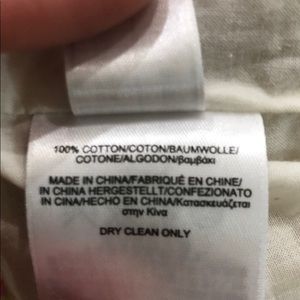 100% COTTON/COTON/BAUMWOLLE/
COTONE/ALGODON/βαμβάκι
MADE IN CHINA/FABRIQUÉ EN CHINE/
IN CHINA HERGESTELLT/CONFEZIONATO
IN CINA/HECHO EN CHINA/Κατασκευάζεται
στην Κίνα
DRY CLEAN ONLY